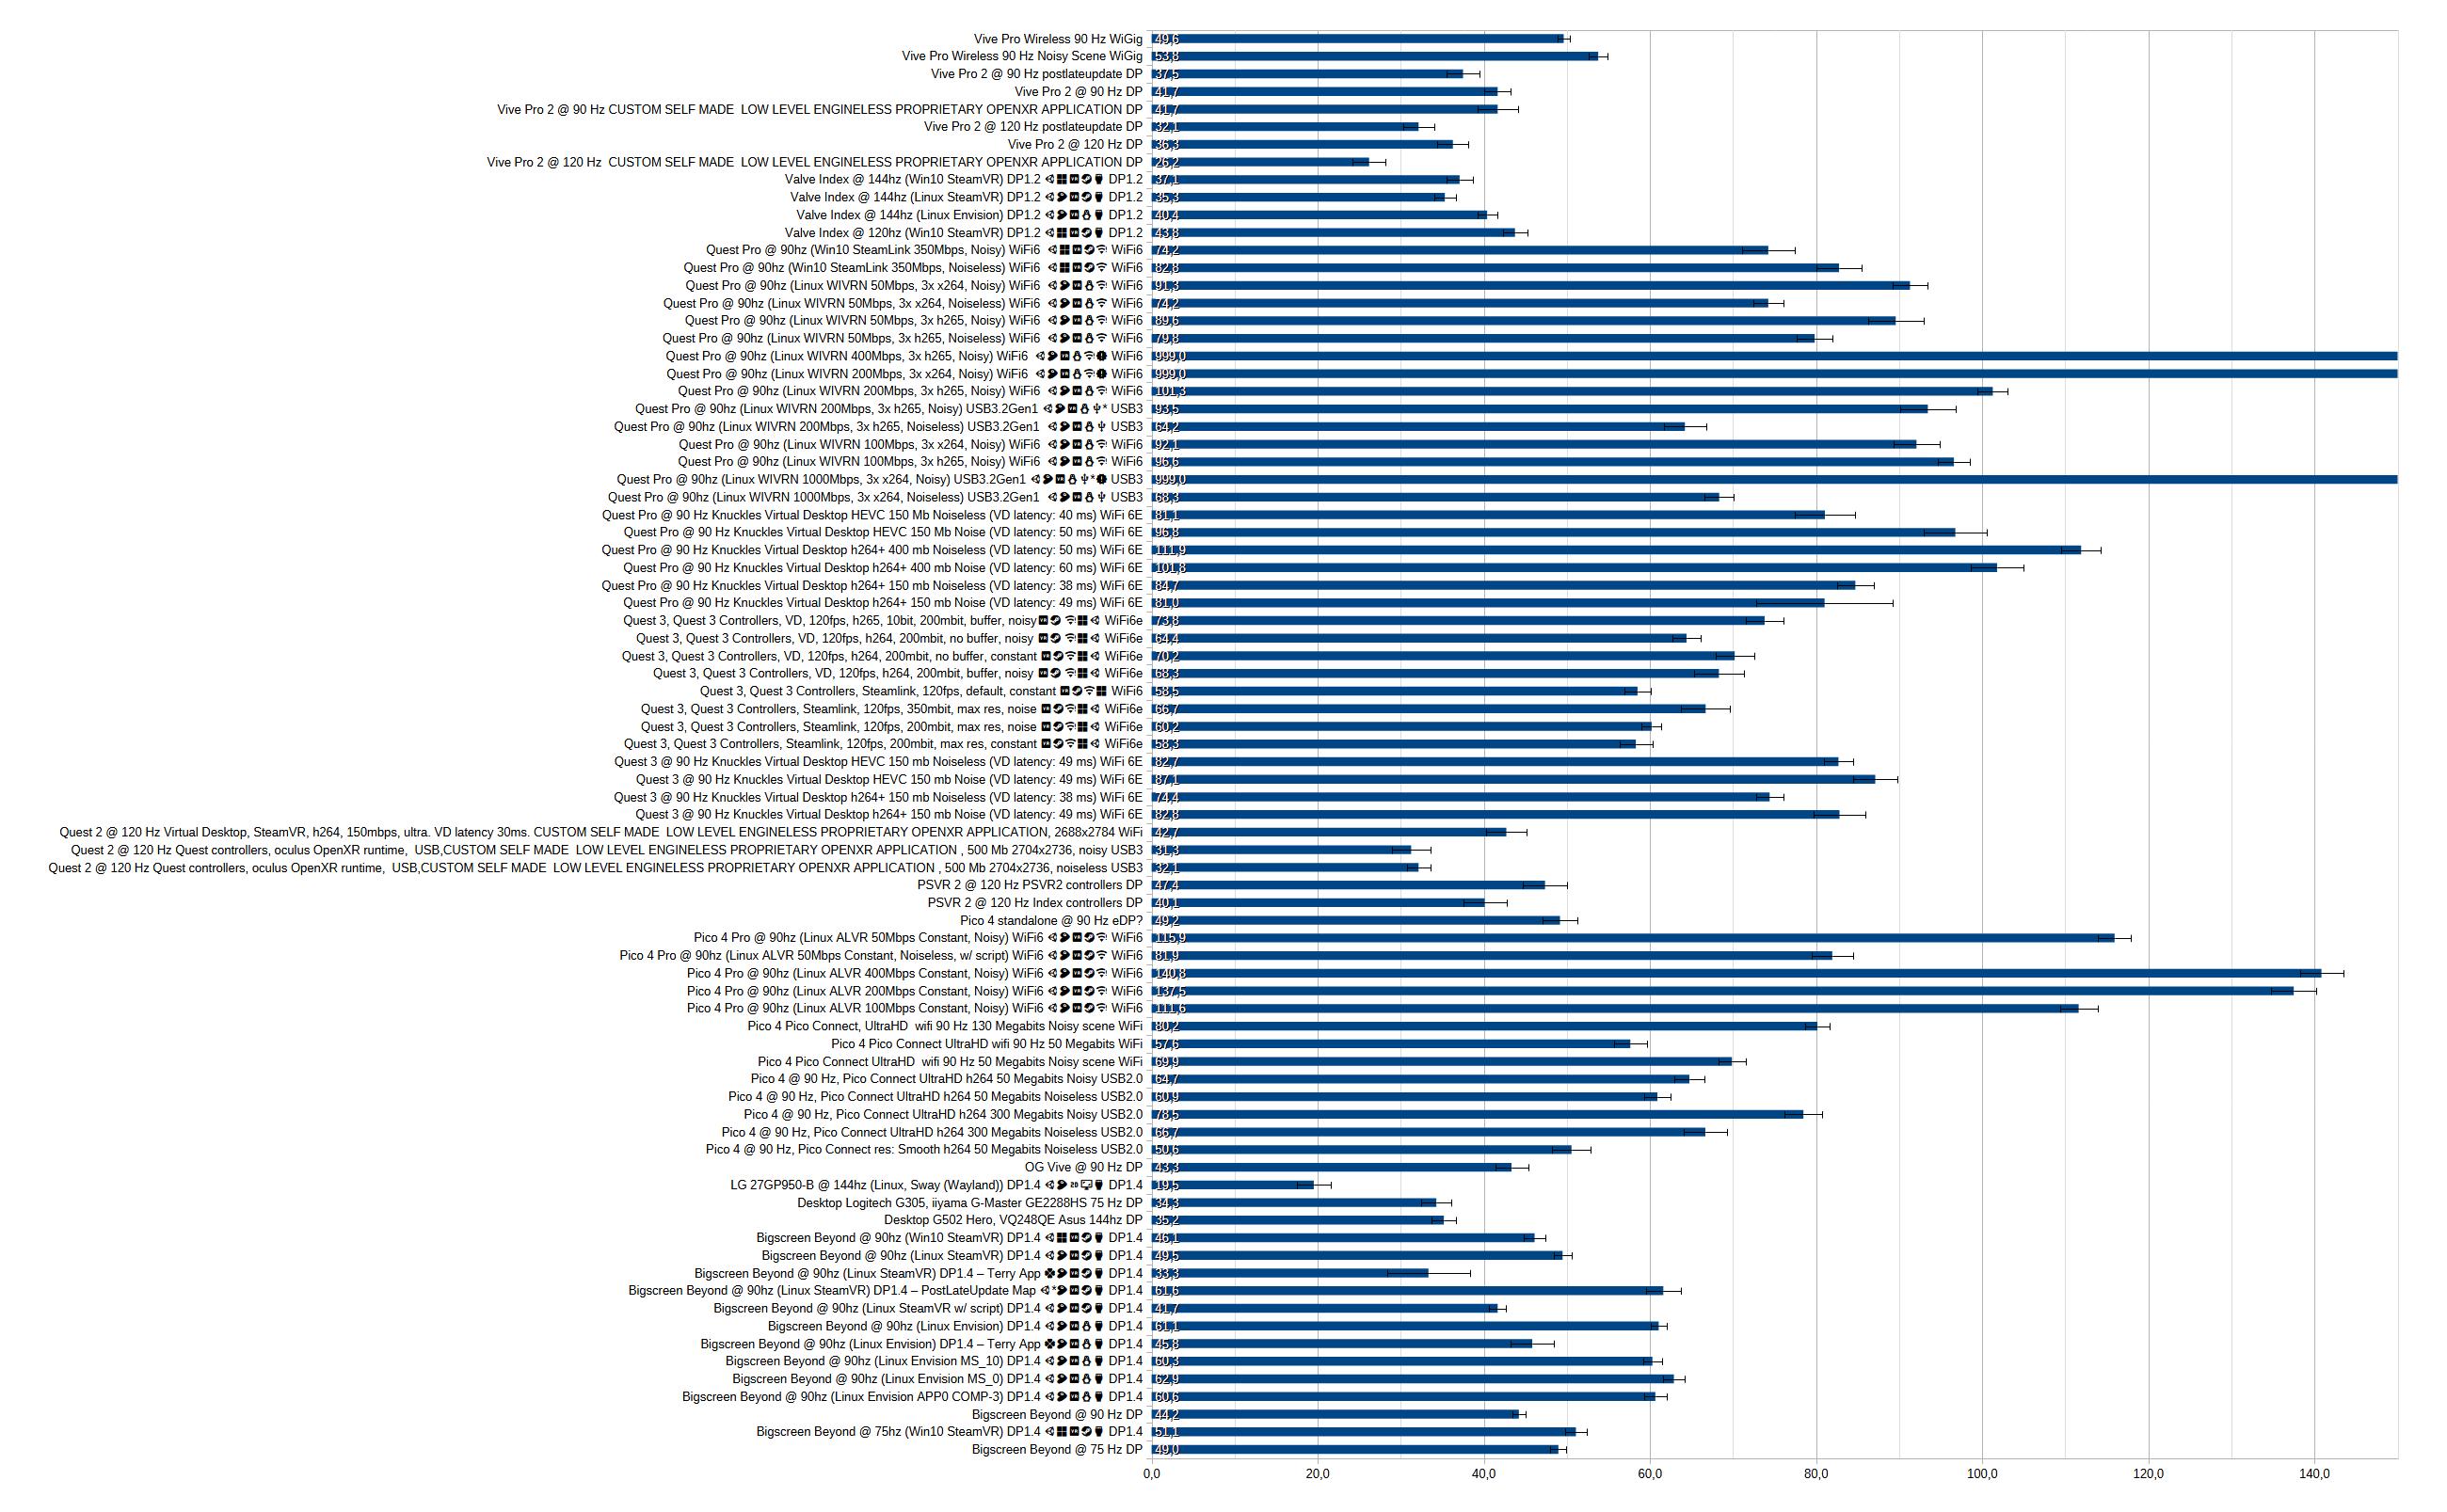 Vive Pro Wireless 90 Hz WiGig 49,6
Vive Pro Wireless 90 Hz Noisy Scene WiGig 53,8
Vive Pro 2 @ 90 Hz postlateupdate DP 37,5
Vive Pro 2 @ 90 Hz DP 41,7
Vive Pro 2 @ 90 Hz CUSTOM SELF MADE LOW LEVEL ENGINELESS PROPRIETARY OPENXR APPLICATION DP 41,7
Vive Pro 2 @ 120 Hz postlateupdate DP 32,1
Vive Pro 2 @ 120 Hz DP 36,3
Vive Pro 2 @ 120 Hz CUSTOM SELF MADE LOW LEVEL ENGINELESS PROPRIETARY OPENXR APPLICATION DP 26,2
Valve Index @ 144hz (Win10 SteamVR) DP1.2 DP1.2 37,1
Valve Index @ 144hz (Linux SteamVR) DP1.2 DP1.2 35,3
Valve Index @ 144hz (Linux Envision) DP1.2 DP1.2 40,4
Valve Index @ 120hz (Win10 SteamVR) DP1.2 DP1.2 43,8
Quest Pro @ 90hz (Win10 SteamLink 350Mbps, Noisy) WiFi6 WiFi6 74,2
Quest Pro @ 90hz (Win10 SteamLink 350Mbps, Noiseless) WiFi6 WiFi6 82,8
Quest Pro @ 90hz (Linux WIVRN 50Mbps, 3x x264, Noisy) WiFi6 WiFi6 91,3
Quest Pro @ 90hz (Linux WIVRN 50Mbps, 3x x264, Noiseless) WiFi6 WiFi6 74,2
Quest Pro @ 90hz (Linux WIVRN 50Mbps, 3x h265, Noisy) WiFi6 WiFi6 89,6
Quest Pro @ 90hz (Linux WIVRN 50Mbps, 3x h265, Noiseless) WiFi6 WiFi6 79,8
Quest Pro @ 90hz (Linux WIVRN 400Mbps, 3x h265, Noisy) WiFi6 WiFi6 999,0
Quest Pro @ 90hz (Linux WIVRN 200Mbps, 3x x264, Noisy) WiFi6 WiFi6 999,0
Quest Pro @ 90hz (Linux WIVRN 200Mbps, 3x h265, Noisy) WiFi6 WiFi6 101,3
Quest Pro @ 90hz (Linux WIVRN 200Mbps, 3x h265, Noisy) USB3.2Gen1 * USB3 93,5
Quest Pro @ 90hz (Linux WIVRN 200Mbps, 3x h265, Noiseless) USB3.2Gen1 USB3 64,2
Quest Pro @ 90hz (Linux WIVRN 100Mbps, 3x x264, Noisy) WiFi6 WiFi6 92,1
Quest Pro @ 90hz (Linux WIVRN 100Mbps, 3x h265, Noisy) WiFi6 WiFi6 96,6
Quest Pro @ 90hz (Linux WIVRN 1000Mbps, 3x x264, Noisy) USB3.2Gen1 * USB3 999,0
Quest Pro @ 90hz (Linux WIVRN 1000Mbps, 3x x264, Noiseless) USB3.2Gen1 USB3 68,3
Quest Pro @ 90 Hz Knuckles Virtual Desktop HEVC 150 Mb Noiseless (VD latency: 40 ms) WiFi 6E 81,1
Quest Pro @ 90 Hz Knuckles Virtual Desktop HEVC 150 Mb Noise (VD latency: 50 ms) WiFi 6E 96,8
Quest Pro @ 90 Hz Knuckles Virtual Desktop h264+ 400 mb Noiseless (VD latency: 50 ms) WiFi 6E 111,9
Quest Pro @ 90 Hz Knuckles Virtual Desktop h264+ 400 mb Noise (VD latency: 60 ms) WiFi 6E 101,8
Quest Pro @ 90 Hz Knuckles Virtual Desktop h264+ 150 mb Noiseless (VD latency: 38 ms) WiFi 6E 84,7
Quest Pro @ 90 Hz Knuckles Virtual Desktop h264+ 150 mb Noise (VD latency: 49 ms) WiFi 6E 81,0
Quest 3, Quest 3 Controllers, VD, 120fps, h265, 10bit, 200mbit, buffer, noisy WiFi6e 73,8
Quest 3, Quest 3 Controllers, VD, 120fps, h264, 200mbit, no buffer, noisy WiFi6e 64,4
Quest 3, Quest 3 Controllers, VD, 120fps, h264, 200mbit, no buffer, constant WiFi6e 70,2
Quest 3, Quest 3 Controllers, VD, 120fps, h264, 200mbit, buffer, noisy WiFi6e 68,3
Quest 3, Quest 3 Controllers, Steamlink, 120fps, default, constant WiFi6 58,5
Quest 3, Quest 3 Controllers, Steamlink, 120fps, 350mbit, max res, noise WiFi6e 66,7
Quest 3, Quest 3 Controllers, Steamlink, 120fps, 200mbit, max res, noise WiFi6e 60,2
Quest 3, Quest 3 Controllers, Steamlink, 120fps, 200mbit, max res, constant WiFi6e 58,3
Quest 3 @ 90 Hz Knuckles Virtual Desktop HEVC 150 mb Noiseless (VD latency: 49 ms) WiFi 6E 82,7
Quest 3 @ 90 Hz Knuckles Virtual Desktop HEVC 150 mb Noise (VD latency: 49 ms) WiFi 6E 87,1
Quest 3 @ 90 Hz Knuckles Virtual Desktop h264+ 150 mb Noiseless (VD latency: 38 ms) WiFi 6E 74,4
Quest 3 @ 90 Hz Knuckles Virtual Desktop h264+ 150 mb Noise (VD latency: 49 ms) WiFi 6E 82,8
Quest 2 @ 120 Hz Virtual Desktop, SteamVR, h264, 150mbps, ultra. VD latency 30ms. CUSTOM SELF MADE LOW LEVEL ENGINELESS PROPRIETARY OPENXR APPLICATION, 2688x2784 WiFi 42,7
Quest 2 @ 120 Hz Quest controllers, oculus OpenXR runtime, USB,CUSTOM SELF MADE LOW LEVEL ENGINELESS PROPRIETARY OPENXR APPLICATION , 500 Mb 2704x2736, noisy USB3 31,3
Quest 2 @ 120 Hz Quest controllers, oculus OpenXR runtime, USB,CUSTOM SELF MADE LOW LEVEL ENGINELESS PROPRIETARY OPENXR APPLICATION , 500 Mb 2704x2736, noiseless USB3 32,1
PSVR 2 @ 120 Hz PSVR2 controllers DP 47,4
PSVR 2 @ 120 Hz Index controllers DP 40,1
Pico 4 standalone @ 90 Hz eDP? 49,2
Pico 4 Pro @ 90hz (Linux ALVR 50Mbps Constant, Noisy) WiFi6 WiFi6 115,9
Pico 4 Pro @ 90hz (Linux ALVR 50Mbps Constant, Noiseless, w/ script) WiFi6 WiFi6 81,9
Pico 4 Pro @ 90hz (Linux ALVR 400Mbps Constant, Noisy) WiFi6 WiFi6 140,8
Pico 4 Pro @ 90hz (Linux ALVR 200Mbps Constant, Noisy) WiFi6 WiFi6 137,5
Pico 4 Pro @ 90hz (Linux ALVR 100Mbps Constant, Noisy) WiFi6 WiFi6 111,6
Pico 4 Pico Connect, UltraHD wifi 90 Hz 130 Megabits Noisy scene WiFi 80,2
Pico 4 Pico Connect UltraHD wifi 90 Hz 50 Megabits WiFi 57,6
Pico 4 Pico Connect UltraHD wifi 90 Hz 50 Megabits Noisy scene WiFi 69,9
Pico 4 @ 90 Hz, Pico Connect UltraHD h264 50 Megabits Noisy USB2.0 64,7
Pico 4 @ 90 Hz, Pico Connect UltraHD h264 50 Megabits Noiseless USB2.0 60,9
Pico 4 @ 90 Hz, Pico Connect UltraHD h264 300 Megabits Noisy USB2.0 78,5
Pico 4 @ 90 Hz, Pico Connect UltraHD h264 300 Megabits Noiseless USB2.0 66,7
Pico 4 @ 90 Hz, Pico Connect res: Smooth h264 50 Megabits Noiseless USB2.0 50,6
OG Vive @ 90 Hz DP 43,3
LG 27GP950-B @ 144hz (Linux, Sway (Wayland)) DP1.4 2D DP1.4 19,5
Desktop Logitech G305, iiyama G-Master GE2288HS 75 Hz DP 34,3
Desktop G502 Hero, VQ248QE Asus 144hz DP 35,2
Bigscreen Beyond @ 90hz (Win10 SteamVR) DP1.4 DP1.4 46,1
Bigscreen Beyond @ 90hz (Linux SteamVR) DP1.4 DP1.4 49,5
Bigscreen Beyond @ 90hz (Linux SteamVR) DP1.4 – Terry App DP1.4 33,3
Bigscreen Beyond @ 90hz (Linux SteamVR) DP1.4 – PostLateUpdate Map * DP1.4 61,6
Bigscreen Beyond @ 90hz (Linux SteamVR w/ script) DP1.4 DP1.4 41,7
Bigscreen Beyond @ 90hz (Linux Envision) DP1.4 DP1.4 61,1
Bigscreen Beyond @ 90hz (Linux Envision) DP1.4 – Terry App DP1.4 45,8
Bigscreen Beyond @ 90hz (Linux Envision MS_10) DP1.4 DP1.4 60,3
Bigscreen Beyond @ 90hz (Linux Envision MS_0) DP1.4 DP1.4 62,9
Bigscreen Beyond @ 90hz (Linux Envision APP0 COMP-3) DP1.4 DP1.4 60,6
Bigscreen Beyond @ 90 Hz DP 44,2
Bigscreen Beyond @ 75hz (Win10 SteamVR) DP1.4 DP1.4 51,1
Bigscreen Beyond @ 75 Hz DP 49,0
0,0 20,0 40,0 60,0 80,0 100,0 120,0 140,0